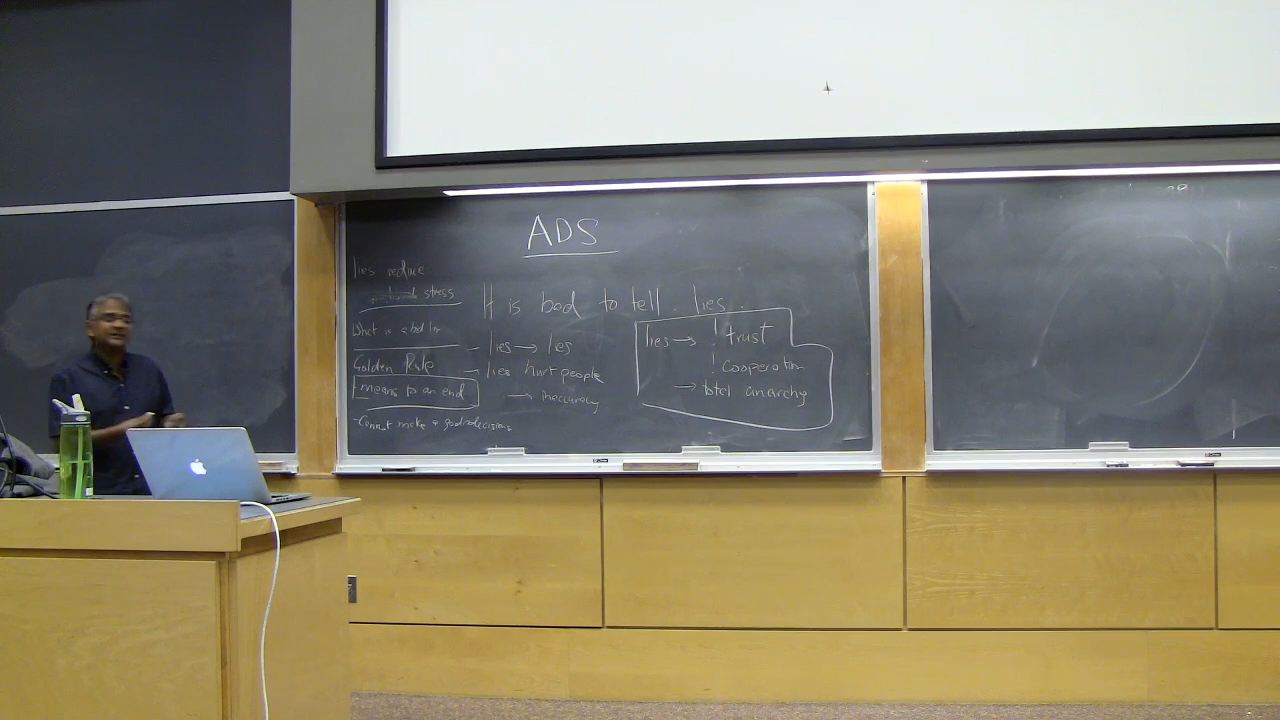 ADS
lies reduce
stress
What is a bad lie
Golden Rule
means to an end
- Cannot make + good decisions
It is bad to tell lies.
- lies → lies
- lies hurt people
→ inaccuracy
lies → ! trust
! cooperation
→ total anarchy